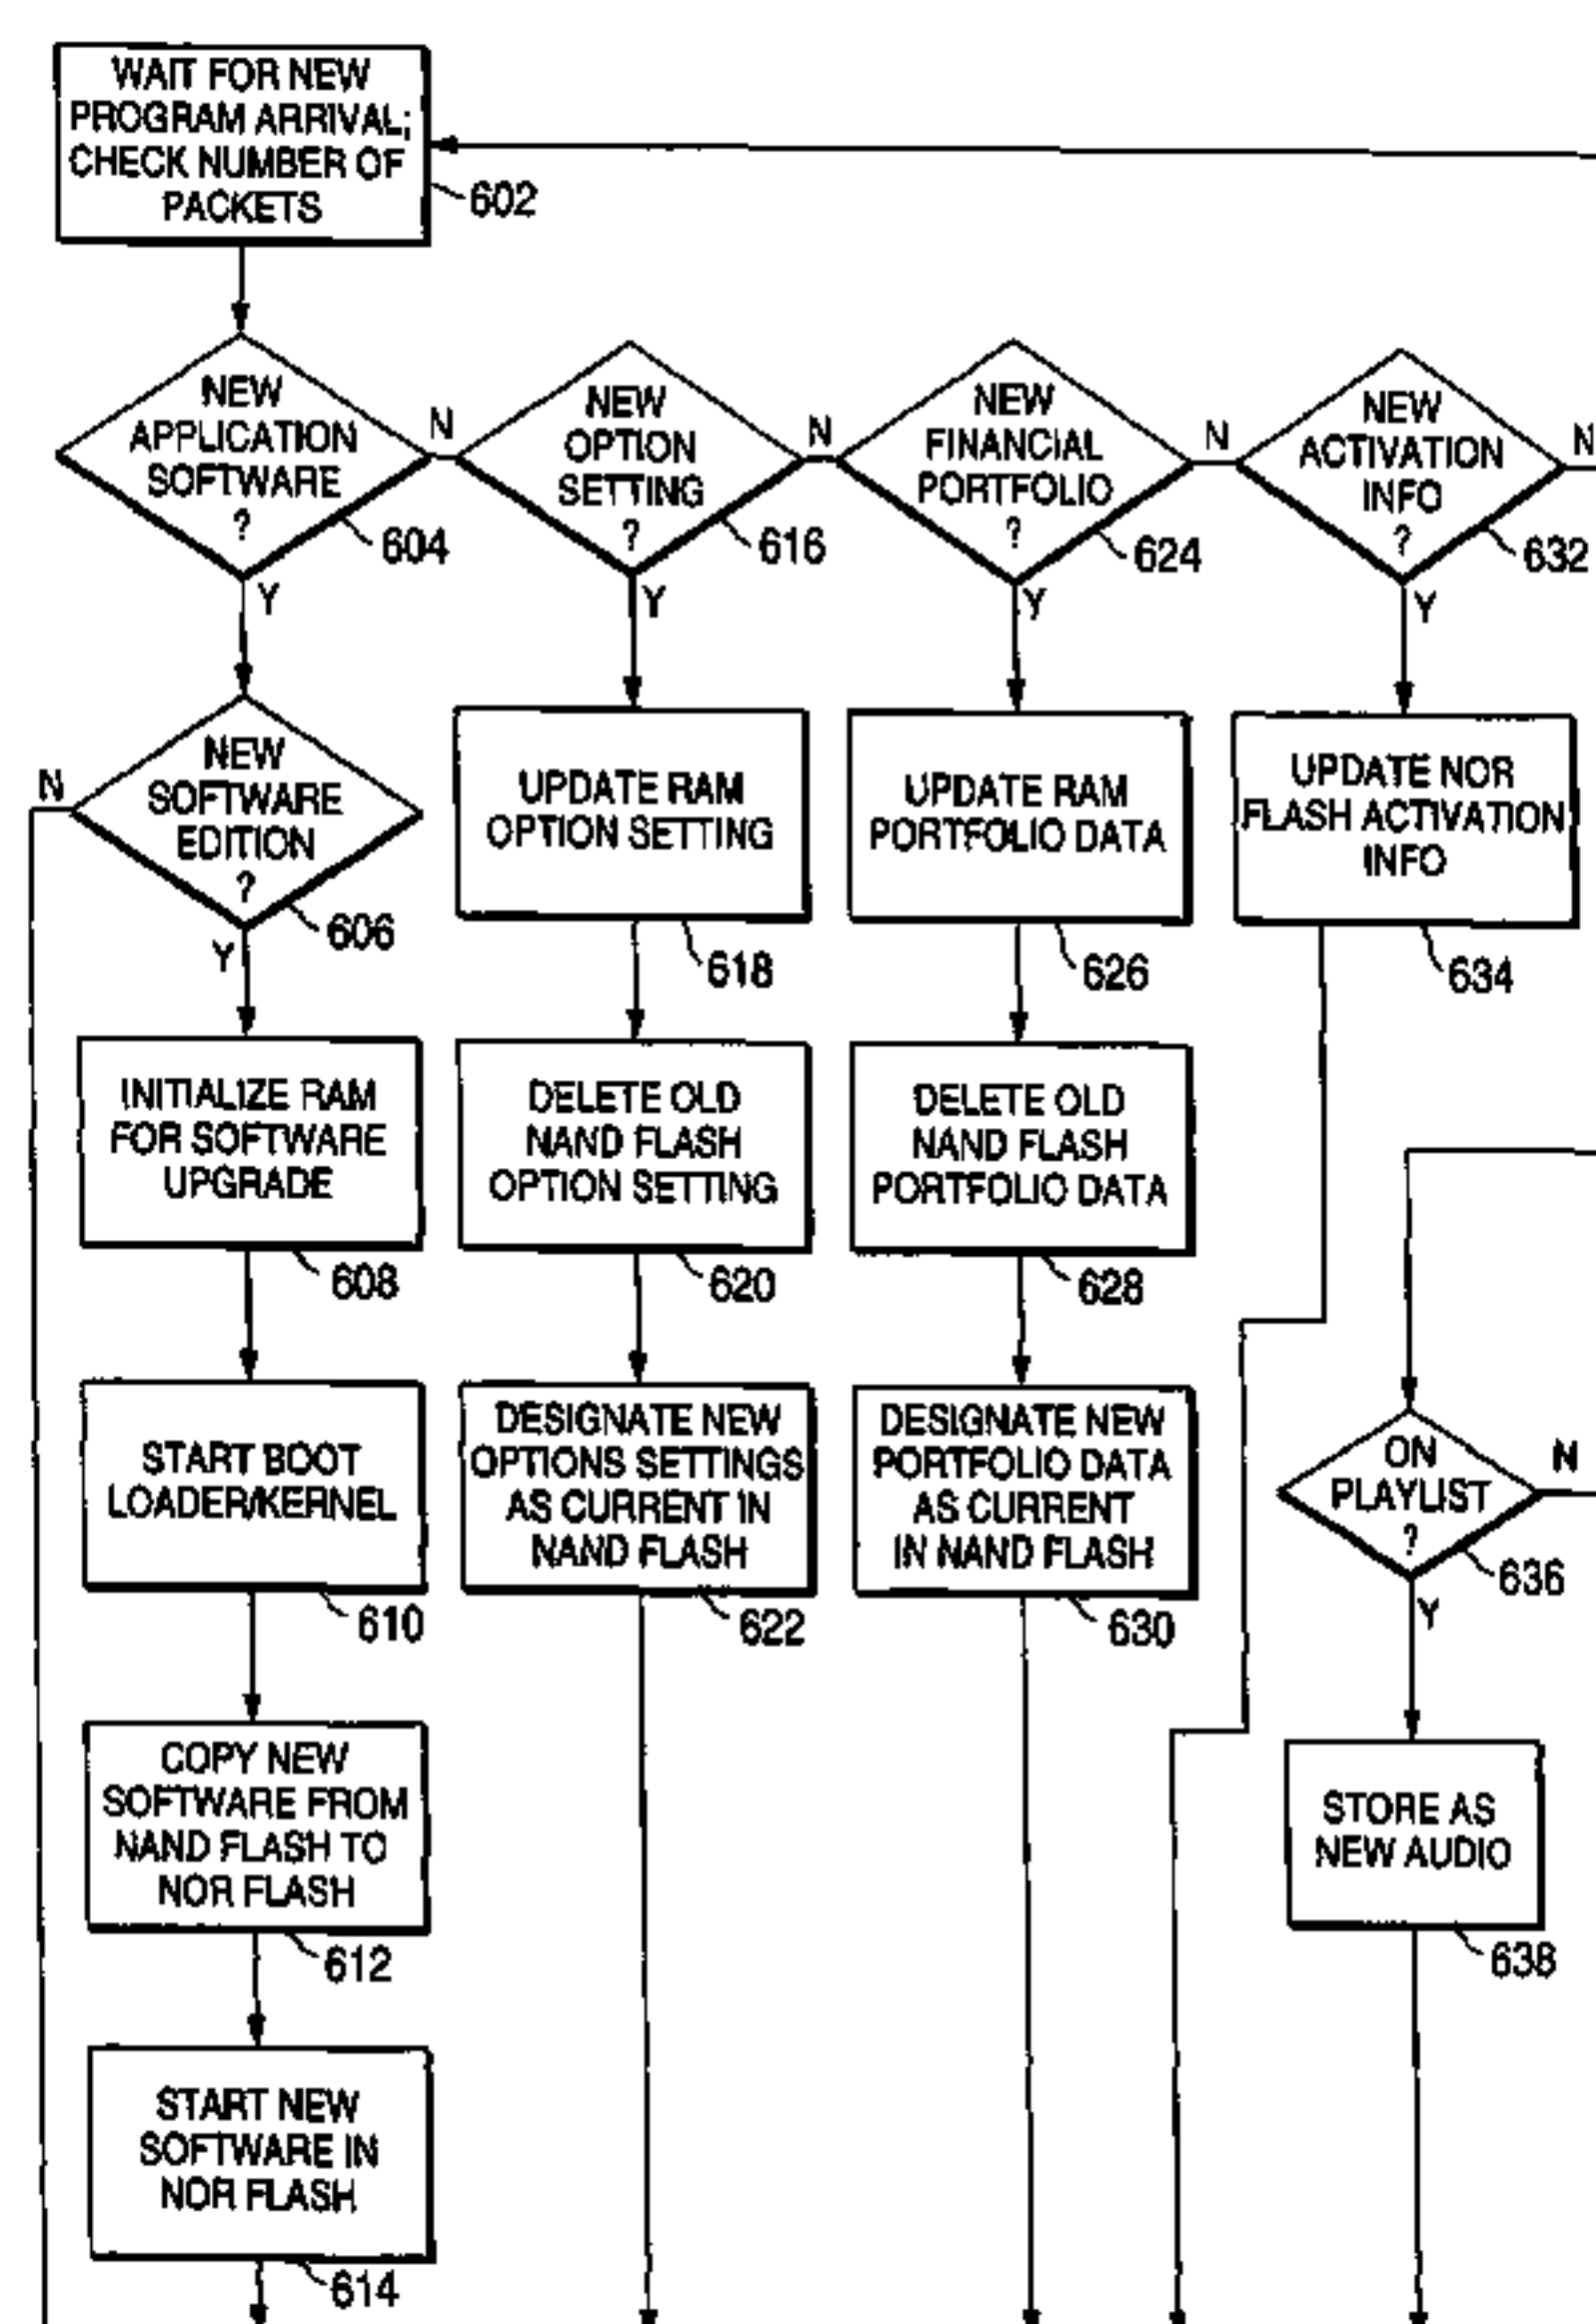 WAIT FOR NEW
PROGRAM ARRIVAL;
CHECK NUMBER OF
PACKETS
602
NEW
APPLICATION
SOFTWARE
?
604
N
Y
NEW
OPTION
SETTING
?
616
N
Y
NEW
FINANCIAL
PORTFOLIO
?
624
N
Y
NEW
ACTIVATION
INFO
?
632
N
Y
NEW
SOFTWARE
EDITION
?
606
N
Y
UPDATE RAM
OPTION SETTING
618
UPDATE RAM
PORTFOLIO DATA
626
UPDATE NOR
FLASH ACTIVATION
INFO
634
INITIALIZE RAM
FOR SOFTWARE
UPGRADE
608
DELETE OLD
NAND FLASH
OPTION SETTING
620
DELETE OLD
NAND FLASH
PORTFOLIO DATA
628
START BOOT
LOADER/KERNEL
610
DESIGNATE NEW
OPTIONS SETTINGS
AS CURRENT IN
NAND FLASH
622
DESIGNATE NEW
PORTFOLIO DATA
AS CURRENT
IN NAND FLASH
630
ON
PLAYLIST
?
636
N
Y
COPY NEW
SOFTWARE FROM
NAND FLASH TO
NOR FLASH
612
STORE AS
NEW AUDIO
638
START NEW
SOFTWARE IN
NOR FLASH
614